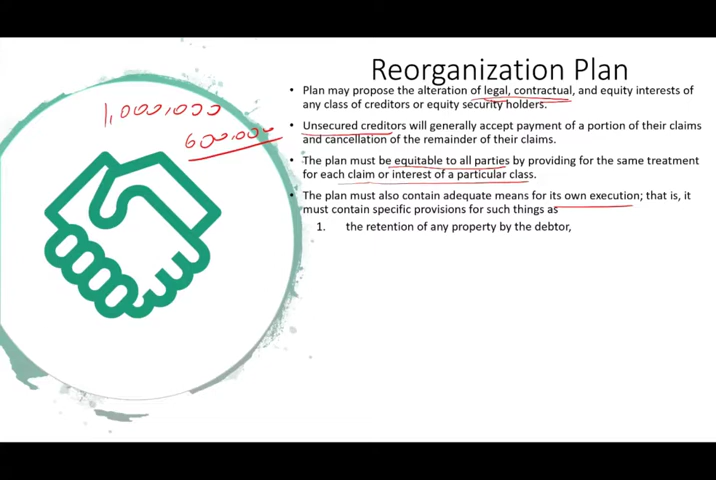 Reorganization Plan
1,000,000
600,000
• Plan may propose the alteration of legal, contractual, and equity interests of
any class of creditors or equity security holders.
• Unsecured creditors will generally accept payment of a portion of their claims
and cancellation of the remainder of their claims.
• The plan must be equitable to all parties by providing for the same treatment
for each claim or interest of a particular class.
• The plan must also contain adequate means for its own execution; that is, it
must contain specific provisions for such things as
1. the retention of any property by the debtor,